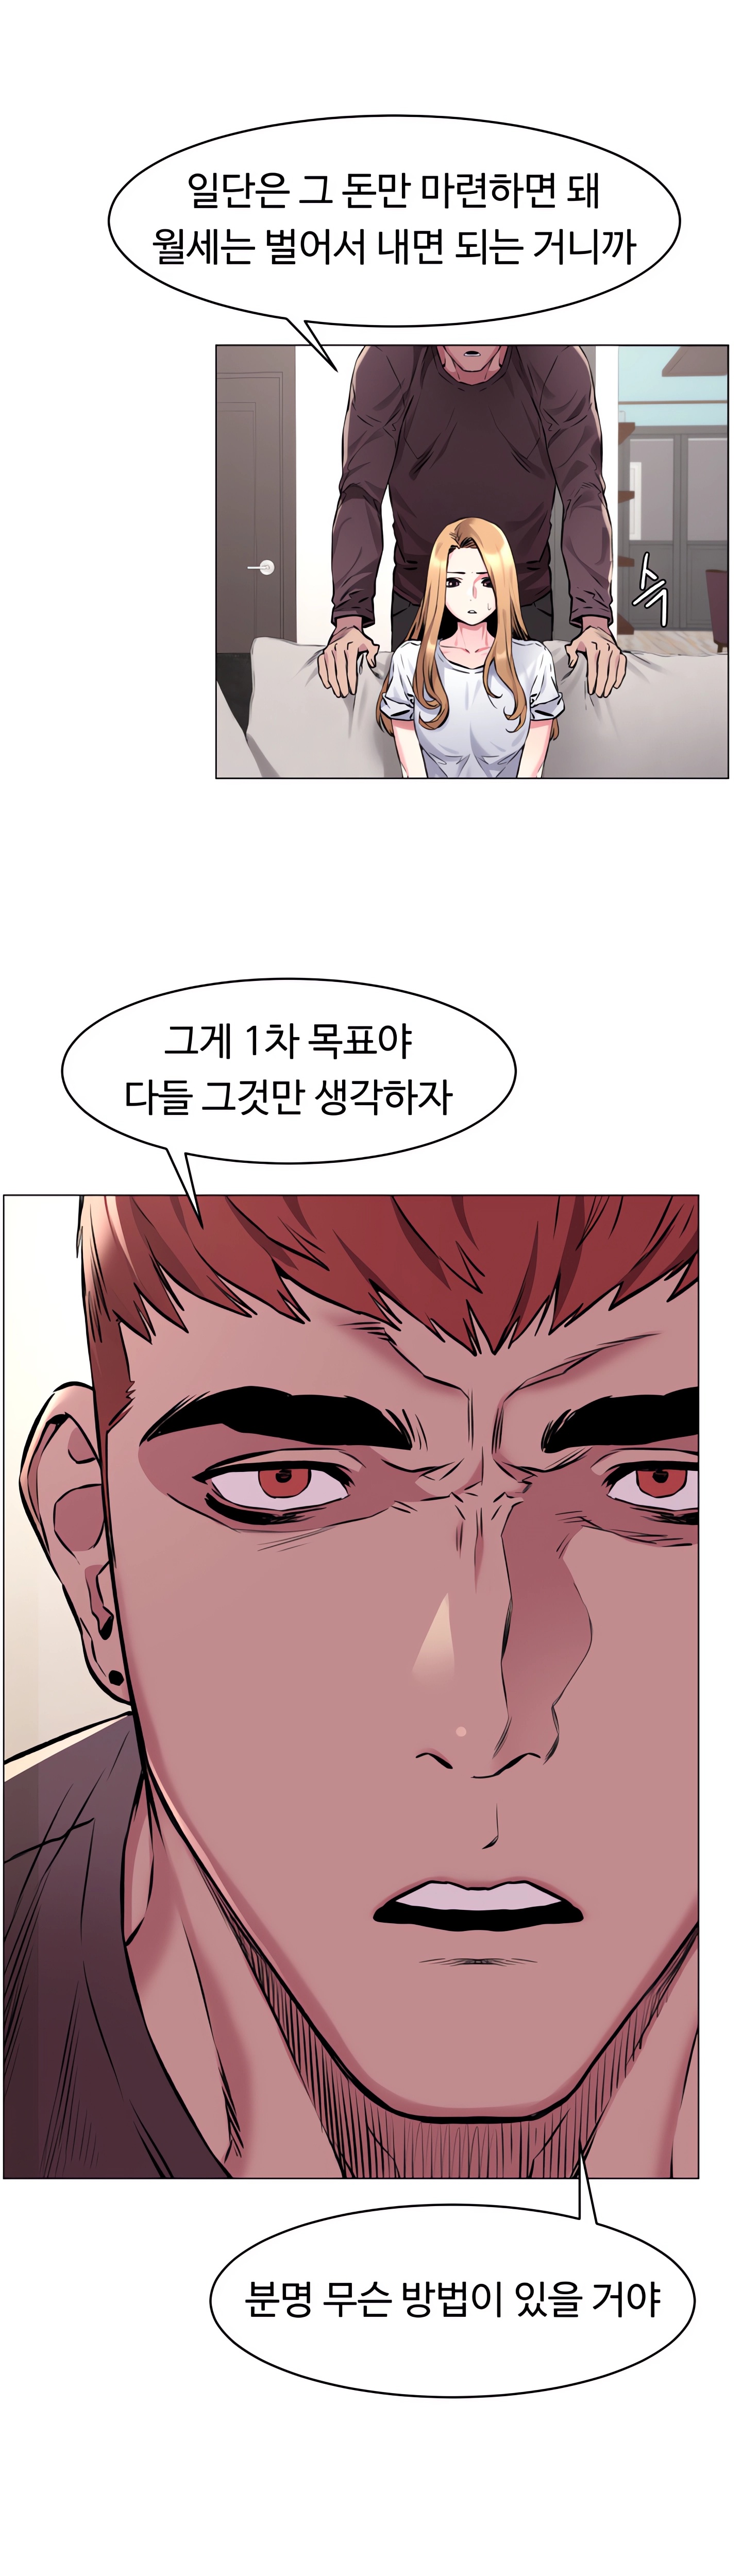 일단은 그 돈만 마련하면 돼
월세는 벌어서 내면 되는 거니까
슥
그게 1차 목표야
다들 그것만 생각하자
분명 무슨 방법이 있을 거야